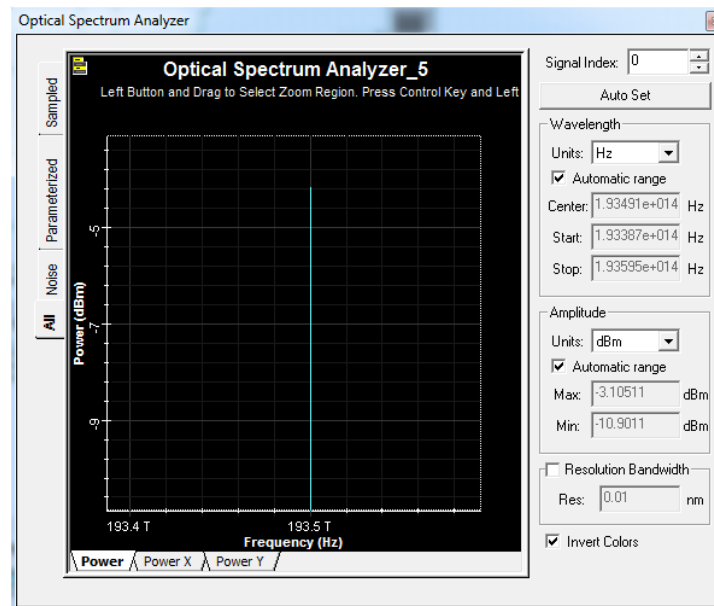 Optical Spectrum Analyzer
Sampled
Parameterized
Noise
All
Optical Spectrum Analyzer_5
Left Button and Drag to Select Zoom Region. Press Control Key and Left
Power (dBm)
-5
-7
-9
193.4 T
193.5 T
Frequency (Hz)
Power
Power X
Power Y
Signal Index: 0
Auto Set
Wavelength
Units: Hz
Automatic range
Center: 1.93491e+014 Hz
Start: 1.93387e+014 Hz
Stop: 1.93595e+014 Hz
Amplitude
Units: dBm
Automatic range
Max: -3.10511 dBm
Min: -10.9011 dBm
Resolution Bandwidth
Res: 0.01 nm
Invert Colors